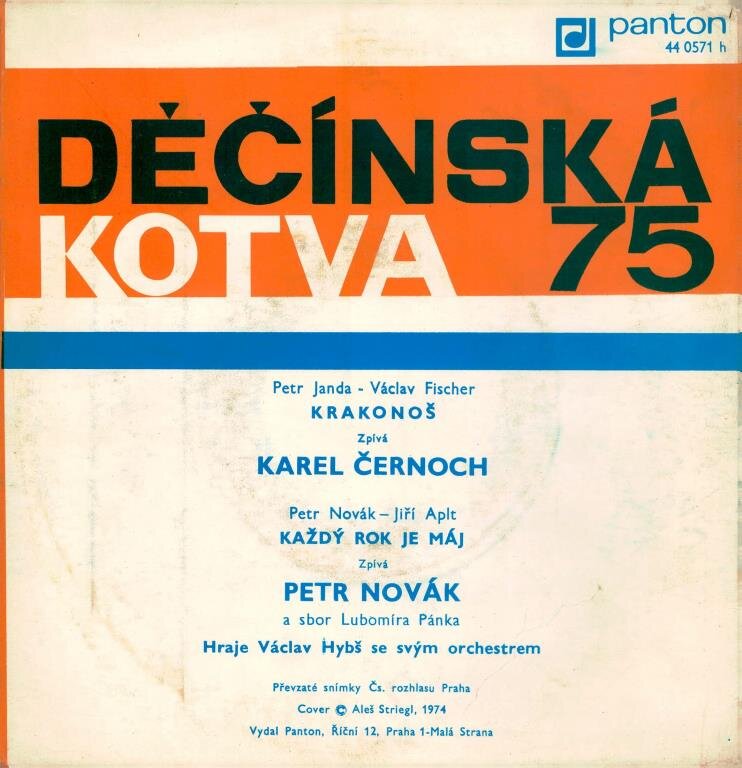 panton
44 0571 h
DĚČÍNSKÁ
KOTVA 75
Petr Janda - Václav Fischer
KRAKONOŠ
Zpívá
KAREL ČERNOCH
Petr Novák – Jiří Aplt
KAŽDÝ ROK JE MÁJ
Zpívá
PETR NOVÁK
a sbor Lubomíra Pánka
Hraje Václav Hybš se svým orchestrem
Převzaté snímky Čs. rozhlasu Praha
Cover © Aleš Striegl, 1974
Vydal Panton, Říční 12, Praha 1-Malá Strana